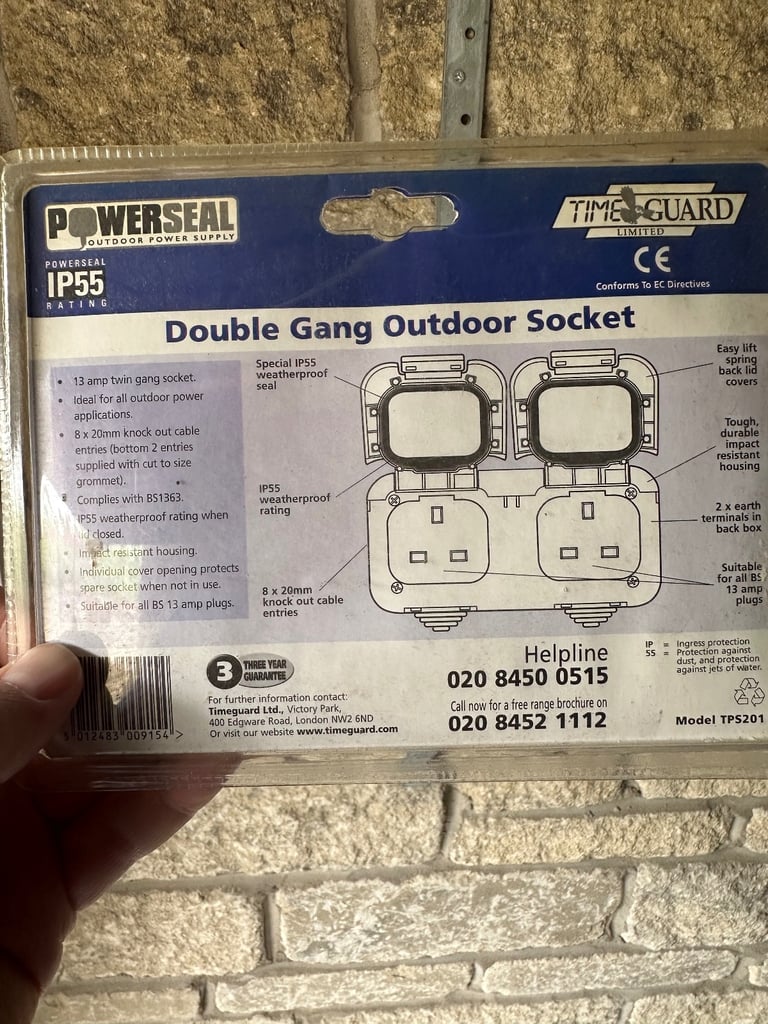 POWERSEAL
OUTDOOR POWER SUPPLY
TIMEGUARD
LIMITED
POWERSEAL
IP55
RATING
CE
Conforms To EC Directives
Double Gang Outdoor Socket
• 13 amp twin gang socket.
• Ideal for all outdoor power
applications.
• 8 x 20mm knock out cable
entries (bottom 2 entries
supplied with cut to size
grommet).
Complies with BS1363.
IP55 weatherproof rating when
lid closed.
• Impact resistant housing.
• Individual cover opening protects
spare socket when not in use.
• Suitable for all BS 13 amp plugs.
Special IP55
weatherproof
seal
IP55
weatherproof
rating
8 x 20mm
knock out cable
entries
Easy lift
spring
back lid
covers
Tough,
durable
impact
resistant
housing
2 x earth
terminals in
back box
Suitable
for all BS
13 amp
plugs
5 012483 009154 >
3 THREE YEAR
GUARANTEE
For further information contact:
Timeguard Ltd., Victory Park,
400 Edgware Road, London NW2 6ND
Or visit our website www.timeguard.com
Helpline
020 8450 0515
Call now for a free range brochure on
020 8452 1112
IP = Ingress protection
55 = Protection against
dust, and protection
against jets of water.
Model TPS201